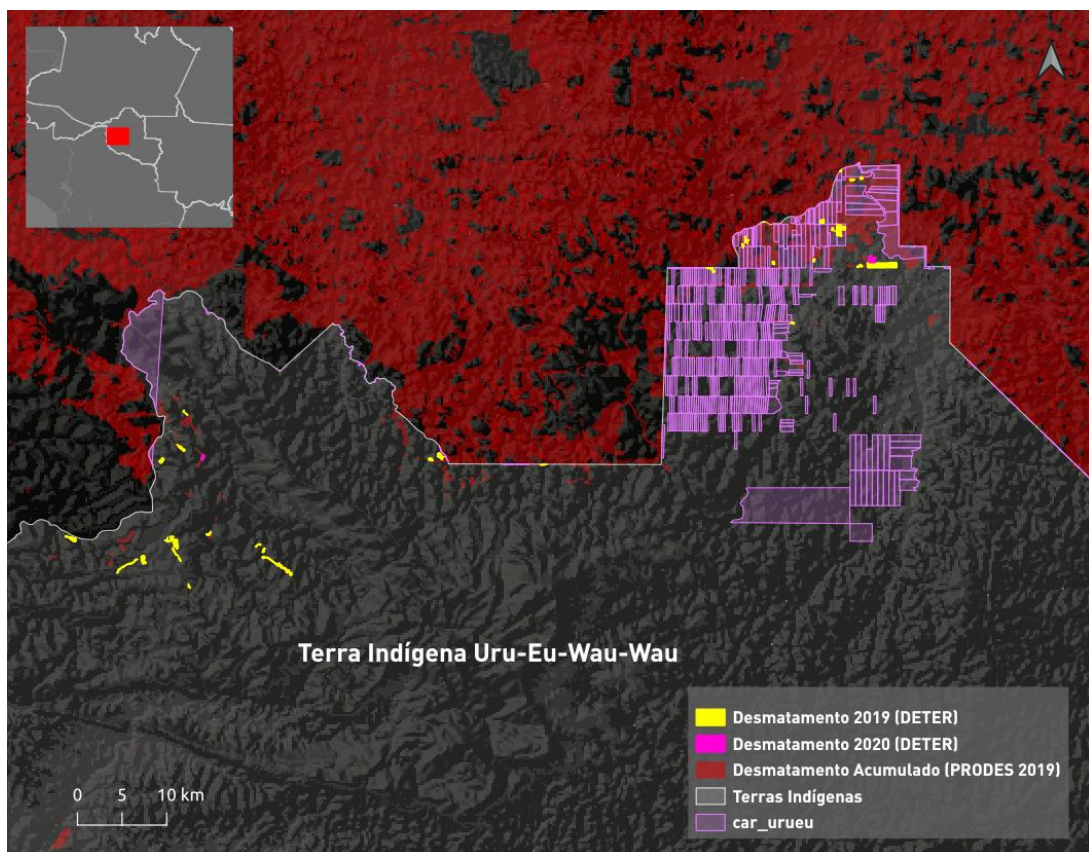 Terra Indígena Uru-Eu-Wau-Wau
Desmatamento 2019 (DETER)
Desmatamento 2020 (DETER)
Desmatamento Acumulado (PRODES 2019)
Terras Indígenas
car_urueu
0 5 10 km